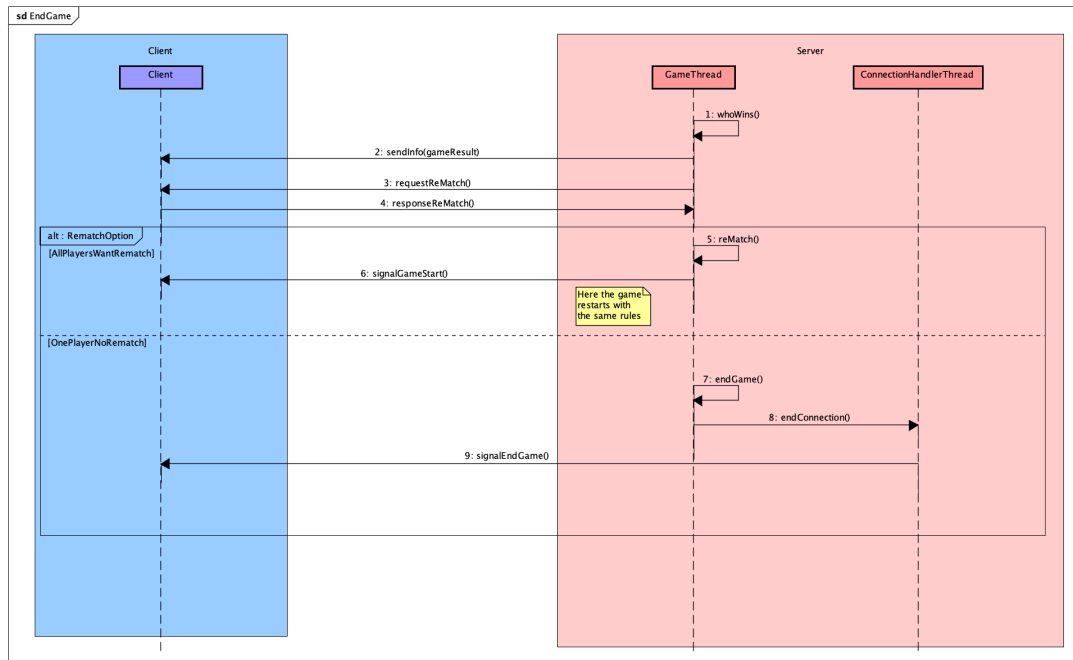 sd EndGame
Client
Server
Client
GameThread
ConnectionHandlerThread
1: whoWins()
2: sendInfo(gameResult)
3: requestReMatch()
4: responseReMatch()
alt : RematchOption
[AllPlayersWantRematch]
5: reMatch()
6: signalGameStart()
Here the game
restarts with
the same rules
[OnePlayerNoRematch]
7: endGame()
8: endConnection()
9: signalEndGame()